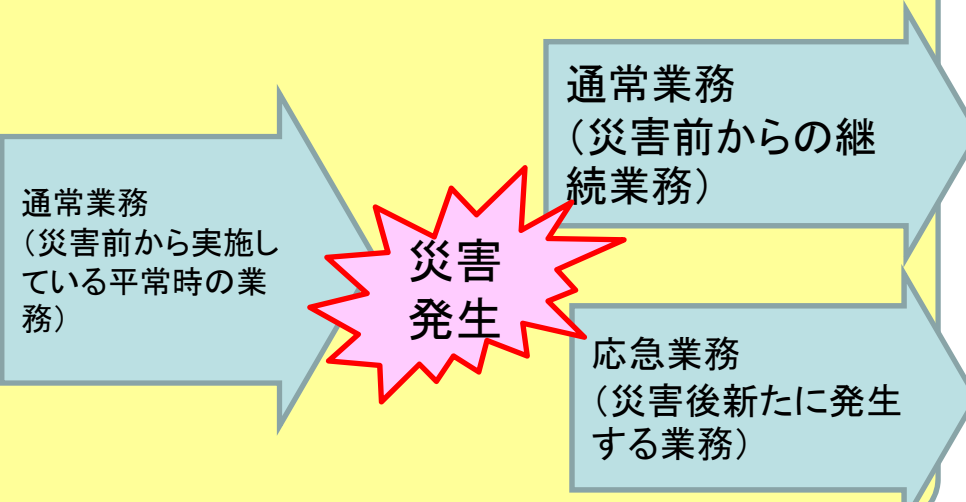 通常業務
（災害前から実施し
ている平常時の業
務）
災害
発生
通常業務
（災害前からの継
続業務）
応急業務
（災害後新たに発生
する業務）